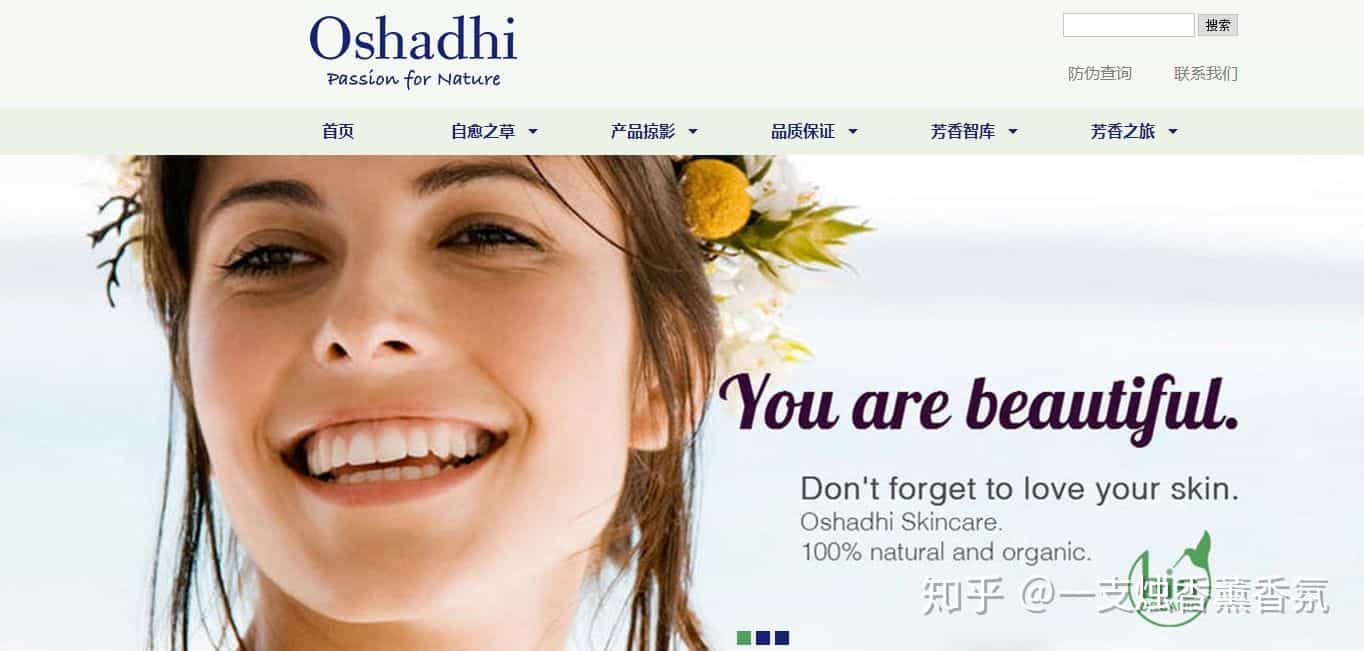 Oshadhi
Passion for Nature
搜索
防伪查询 联系我们
首页 自愈之草 产品掠影 品质保证 芳香智库 芳香之旅
You are beautiful.
Don't forget to love your skin.
Oshadhi Skincare.
100% natural and organic.
知乎 @一支烛香薰香氛